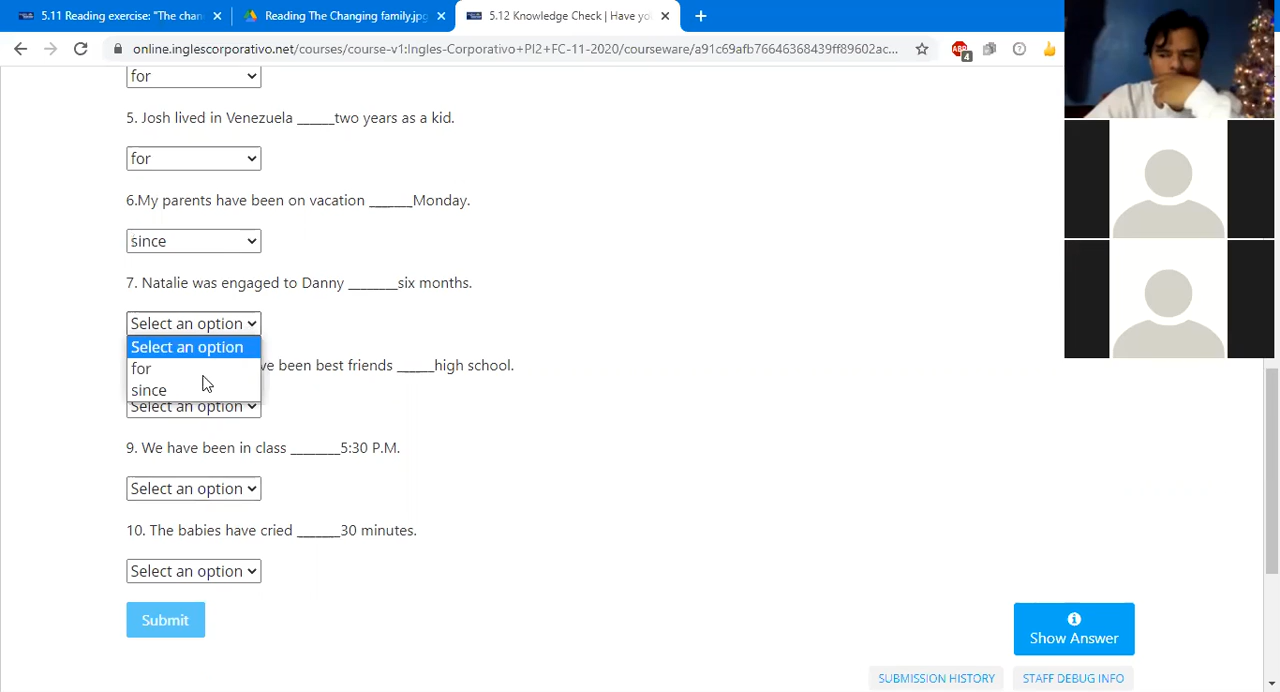 5.11 Reading exercise: "The chan
Reading The Changing family.jpg
5.12 Knowledge Check | Have yo
online.inglescorporativo.net/courses/course-v1:Ingles-Corporativo+PI2+FC-11-2020/courseware/a91c69afb76646368439ff89602ac...
ABP
4
for
5. Josh lived in Venezuela _____two years as a kid.
for
6.My parents have been on vacation ______Monday.
since
7. Natalie was engaged to Danny _______six months.
Select an option
Select an option
for
ve been best friends _____high school.
since
Select an option
9. We have been in class _______5:30 P.M.
Select an option
10. The babies have cried ______30 minutes.
Select an option
Submit
Show Answer
SUBMISSION HISTORY
STAFF DEBUG INFO